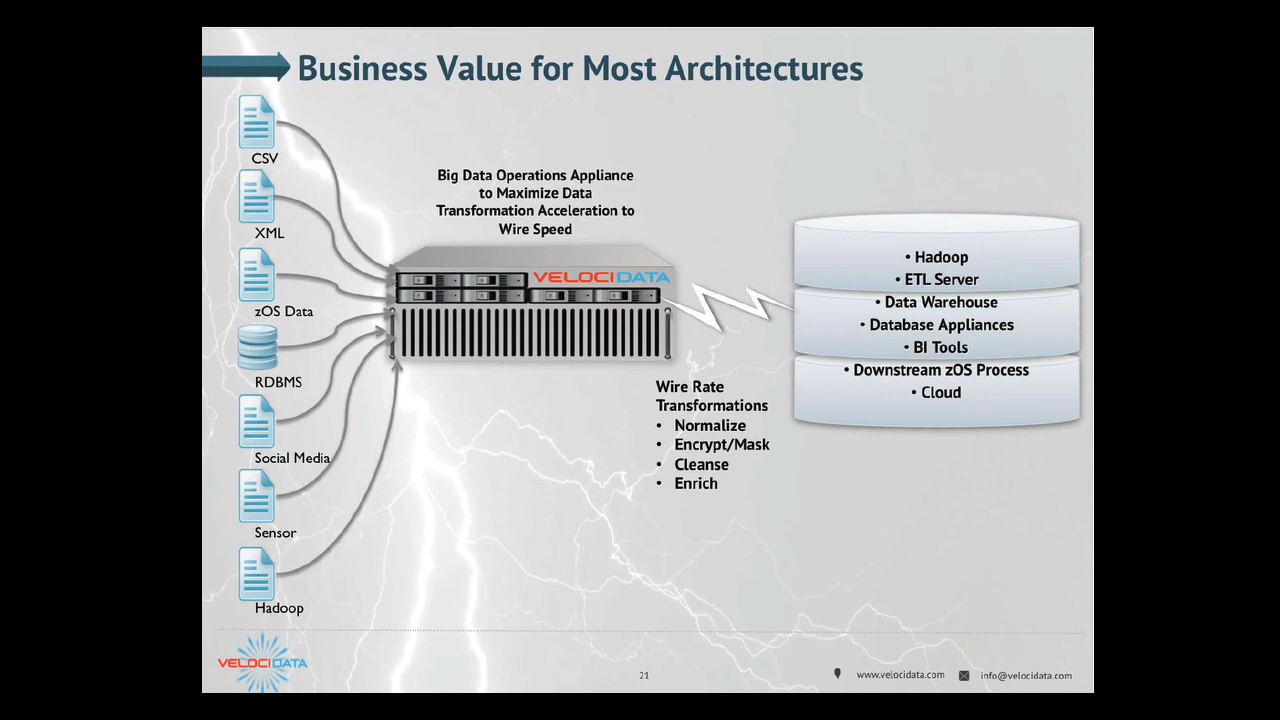 Business Value for Most Architectures
CSV
XML
zOS Data
RDBMS
Social Media
Sensor
Hadoop
Big Data Operations Appliance
to Maximize Data
Transformation Acceleration to
Wire Speed
VELOCIDATA
Wire Rate
Transformations
• Normalize
• Encrypt/Mask
• Cleanse
• Enrich
• Hadoop
• ETL Server
• Data Warehouse
• Database Appliances
• BI Tools
• Downstream zOS Process
• Cloud
VELOCIDATA
21
www.velocidata.com
info@velocidata.com